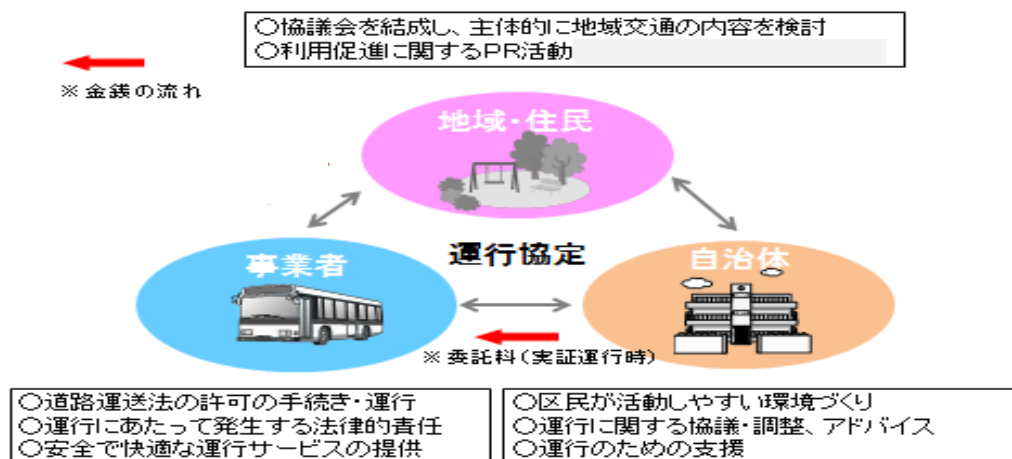 ○協議会を結成し、主体的に地域交通の内容を検討
○利用促進に関するPR活動
※金銭の流れ
地域・住民
運行協定
事業者
自治体
※委託料(実証運行時)
○道路運送法の許可の手続き・運行
○運行にあたって発生する法律的責任
○安全で快適な運行サービスの提供
○区民が活動しやすい環境づくり
○運行に関する協議・調整、アドバイス
○運行のための支援